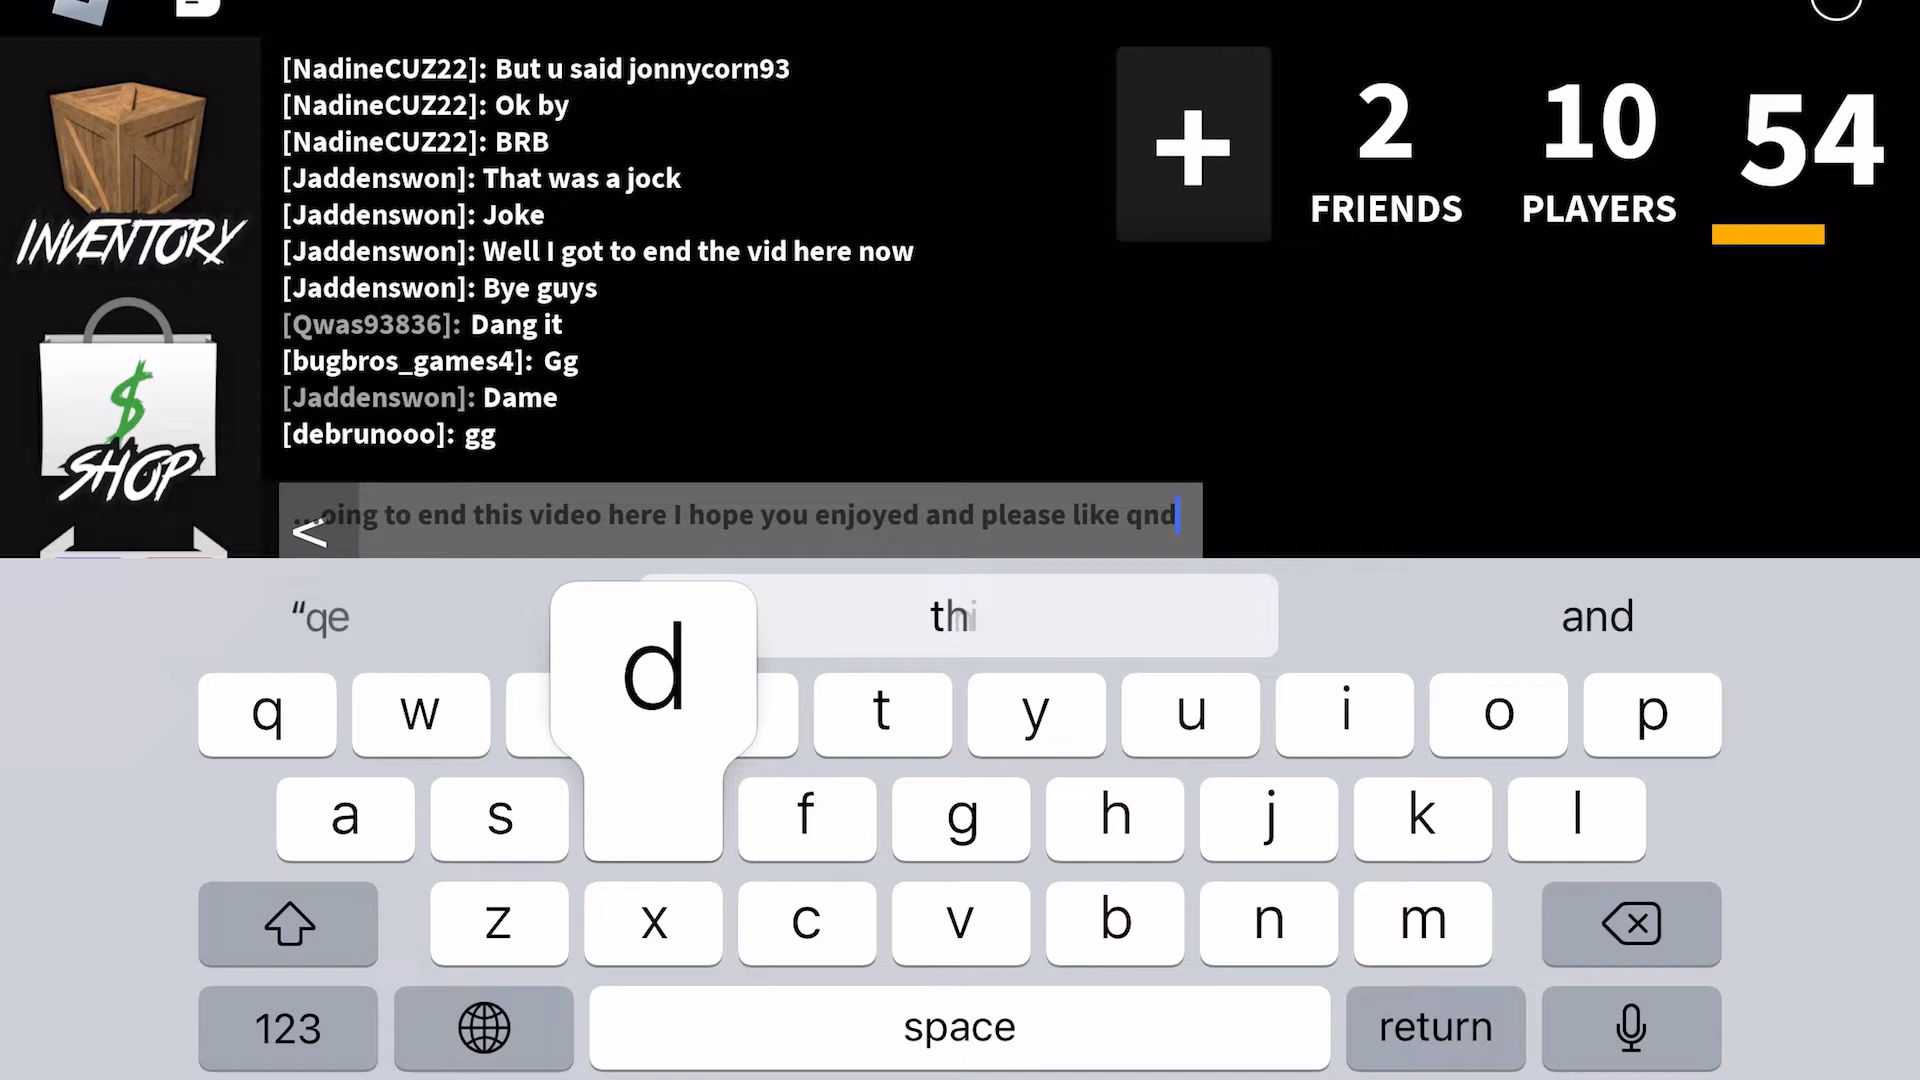 [NadineCUZ22]: But u said jonnycorn93
[NadineCUZ22]: Ok by
[NadineCUZ22]: BRB
[Jaddenswon]: That was a jock
[Jaddenswon]: Joke
[Jaddenswon]: Well I got to end the vid here now
[Jaddenswon]: Bye guys
[Qwas93836]: Dang it
[bugbros_games4]: Gg
[Jaddenswon]: Dame
[debrunooo]: gg
INVENTORY
$
SHOP
+
2
FRIENDS
10
PLAYERS
54
<
...oing to end this video here I hope you enjoyed and please like qnd
"qe
and
d
q w t y u i o p
a s f g h j k l
z x c v b n m
123
space
return